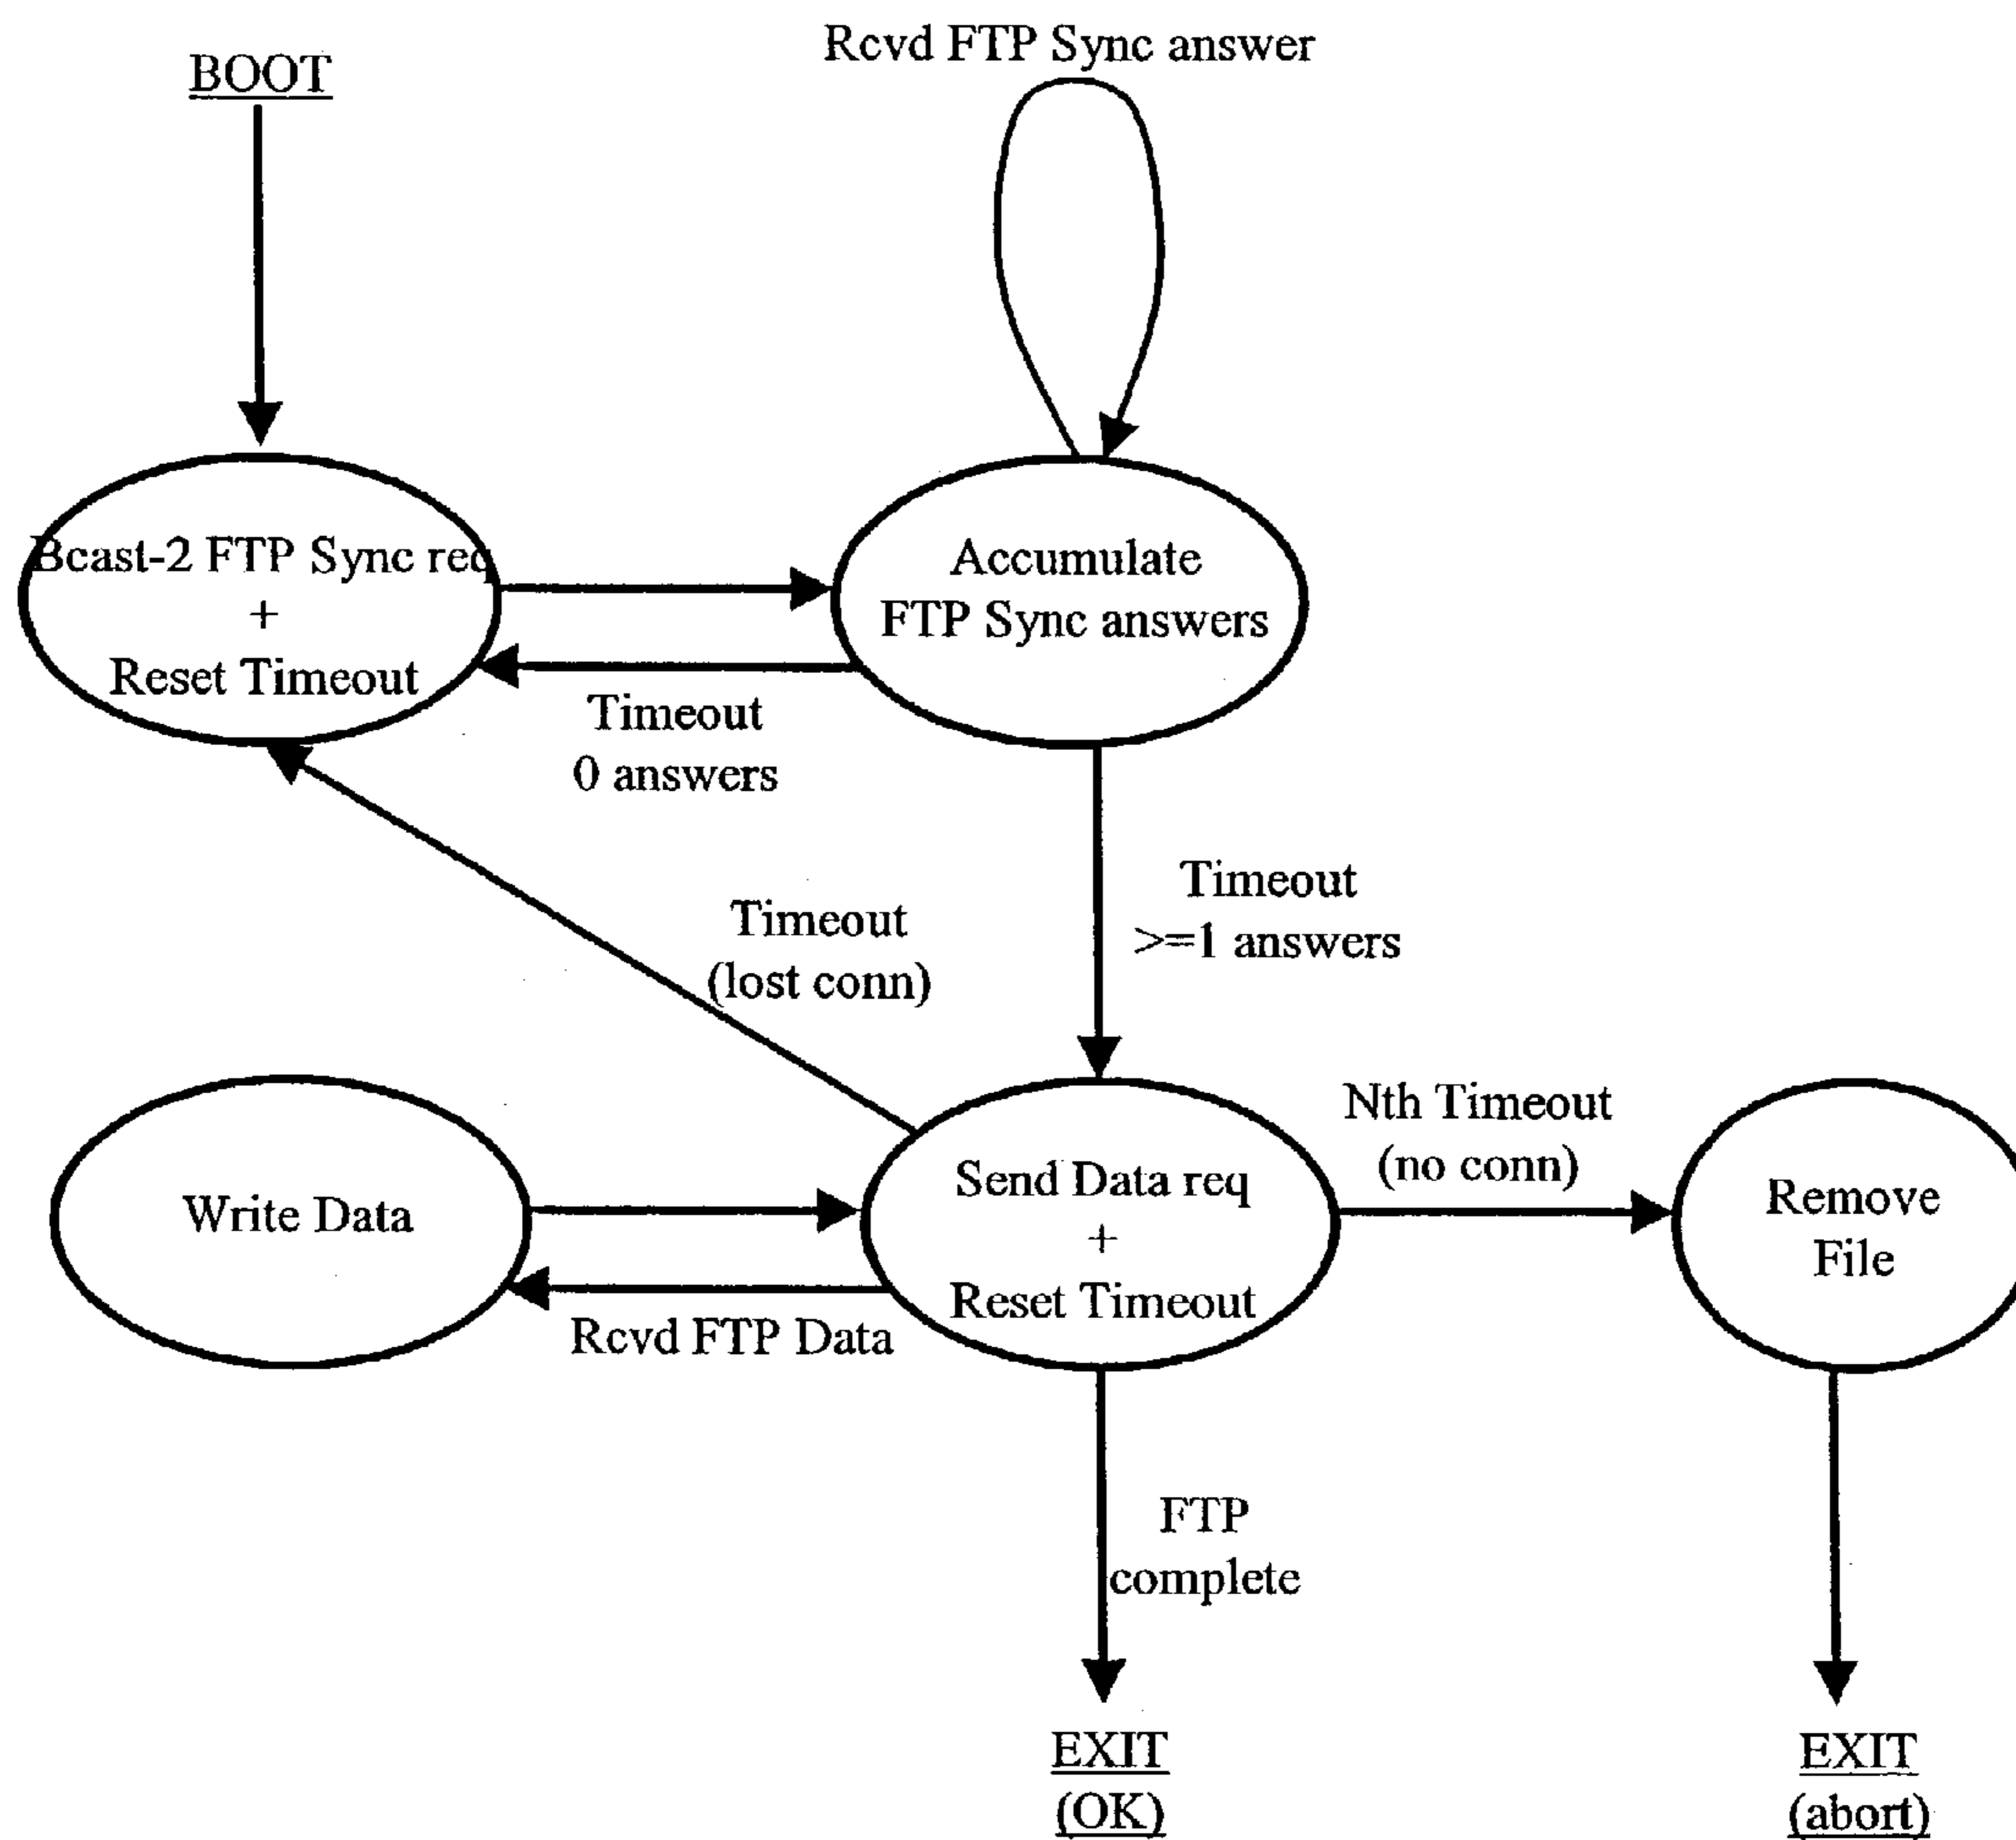 Rcvd FTP Sync answer
BOOT
Bcast-2 FTP Sync req
+
Reset Timeout
Accumulate
FTP Sync answers
Timeout
0 answers
Timeout
>=1 answers
Timeout
(lost conn)
Write Data
Send Data req
+
Reset Timeout
Nth Timeout
(no conn)
Remove
File
Rcvd FTP Data
FTP
complete
EXIT
(OK)
EXIT
(abort)